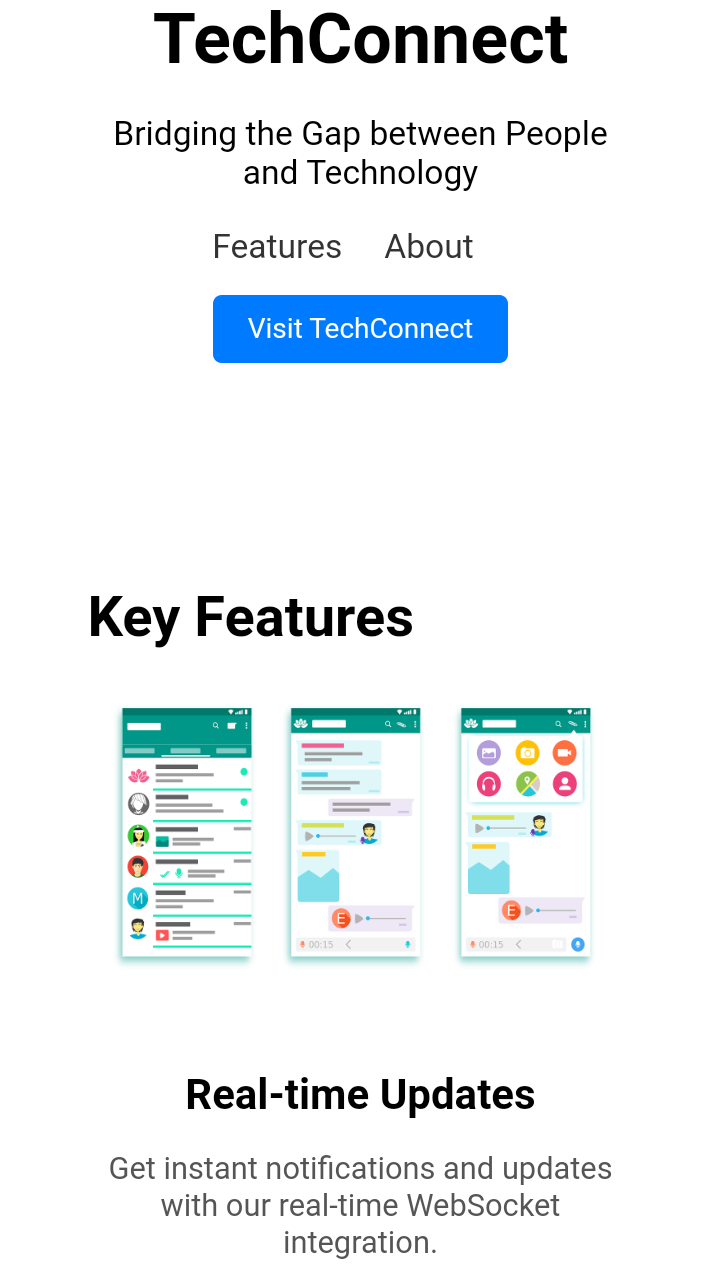 TechConnect
Bridging the Gap between People
and Technology
Features About
Visit TechConnect
Key Features
M
E
00:15
E
00:15
Real-time Updates
Get instant notifications and updates
with our real-time WebSocket
integration.